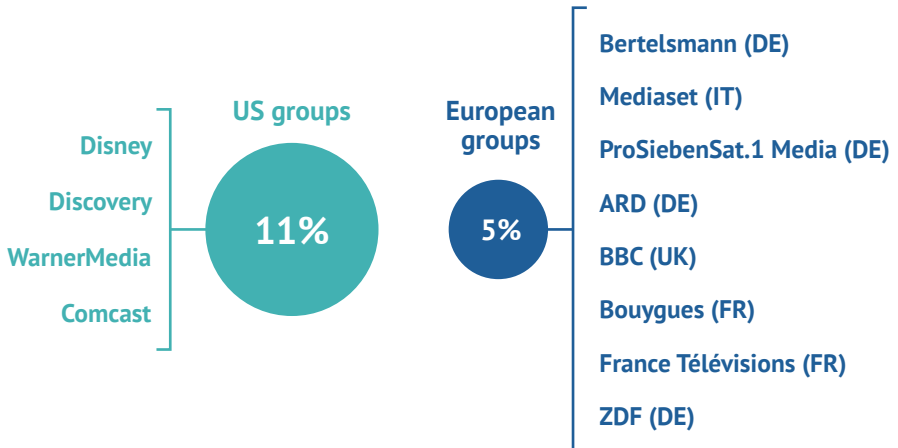 US groups
Disney
Discovery
WarnerMedia
Comcast
11%
European
groups
5%
Bertelsmann (DE)
Mediaset (IT)
ProSiebenSat.1 Media (DE)
ARD (DE)
BBC (UK)
Bouygues (FR)
France Télévisions (FR)
ZDF (DE)